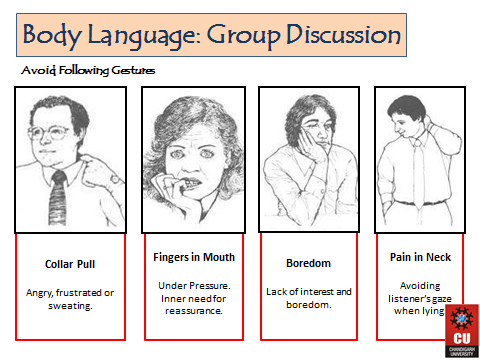 Body Language: Group Discussion
Avoid Following Gestures
Collar Pull
Angry, frustrated or
sweating.
Fingers in Mouth
Under Pressure.
Inner need for
reassurance.
Boredom
Lack of interest and
boredom.
Pain in Neck
Avoiding
listener's gaze
when lying
CU
CHANDIGARH
UNIVERSITY